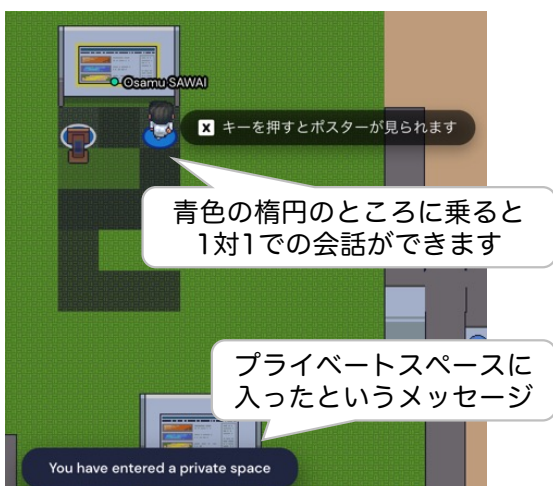 Osamu SAWAI
X キーを押すとポスターが見られます
青色の楕円のところに乗ると
1対1での会話ができます
プライベートスペースに
入ったというメッセージ
You have entered a private space